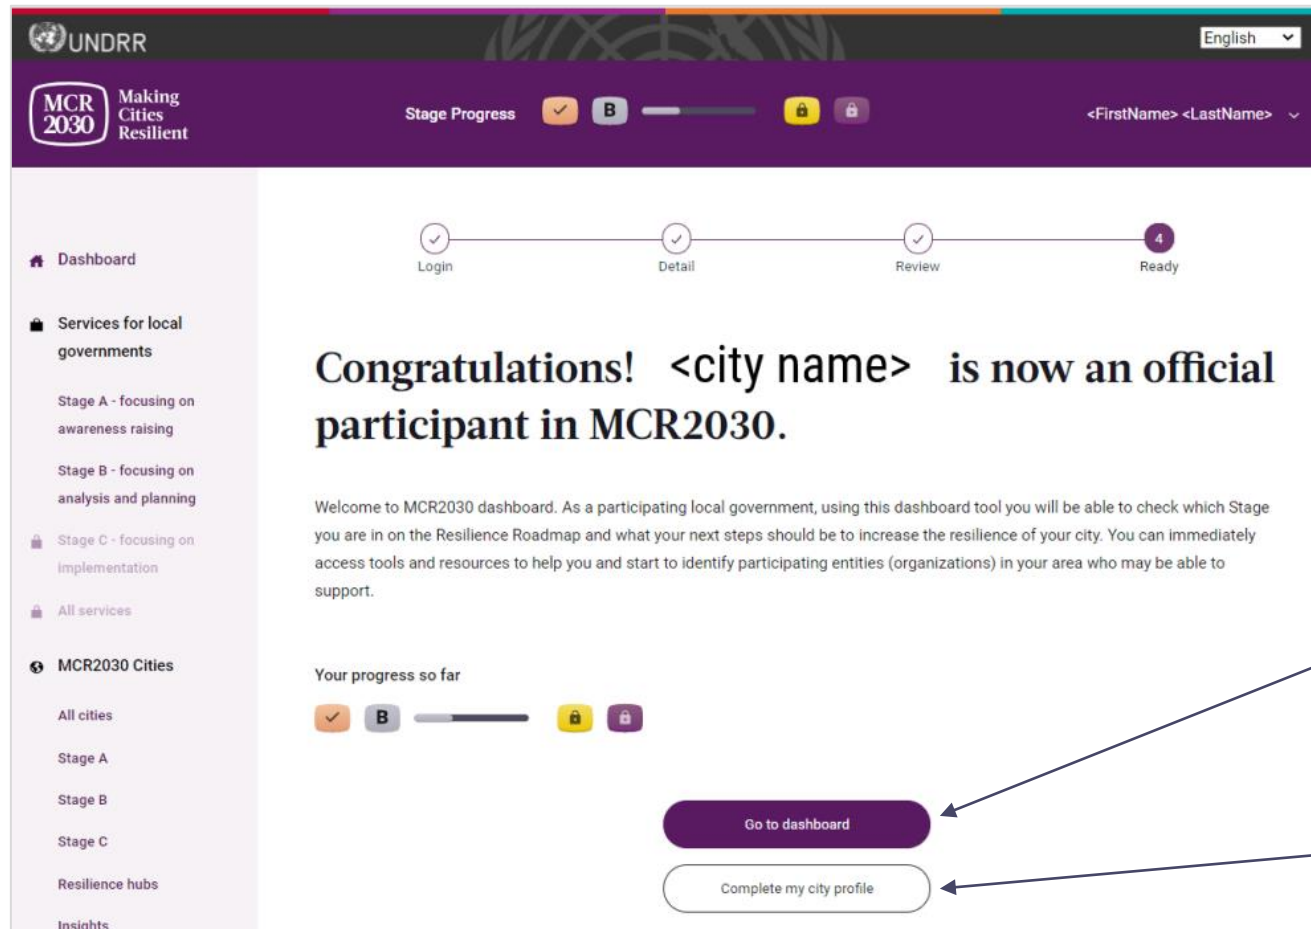 UNDRR
English
MCR
2030
Making
Cities
Resilient
Stage Progress
B
<FirstName> <LastName>
Dashboard
Services for local
governments
Stage A - focusing on
awareness raising
Stage B - focusing on
analysis and planning
Stage C - focusing on
implementation
All services
MCR2030 Cities
All cities
Stage A
Stage B
Stage C
Resilience hubs
Insights
4
Login
Detail
Review
Ready
Congratulations! <city name> is now an official
participant in MCR2030.
Welcome to MCR2030 dashboard. As a participating local government, using this dashboard tool you will be able to check which Stage
you are in on the Resilience Roadmap and what your next steps should be to increase the resilience of your city. You can immediately
access tools and resources to help you and start to identify participating entities (organizations) in your area who may be able to
support.
Your progress so far
B
Go to dashboard
Complete my city profile